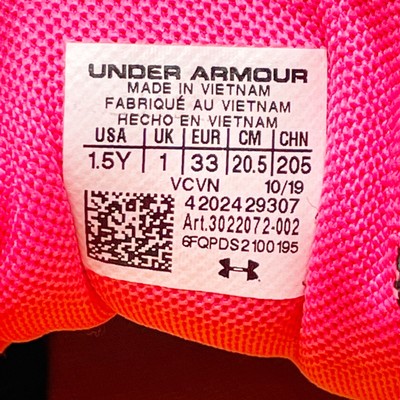 UNDER ARMOUR
MADE IN VIETNAM
FABRIQUÉ AU VIETNAM
HECHO EN VIETNAM
USA UK EUR CM CHN
1.5Y 1 33 20.5 205
VCVN 10/19
4202429307
Art.3022072-002
6FQPDS2100195